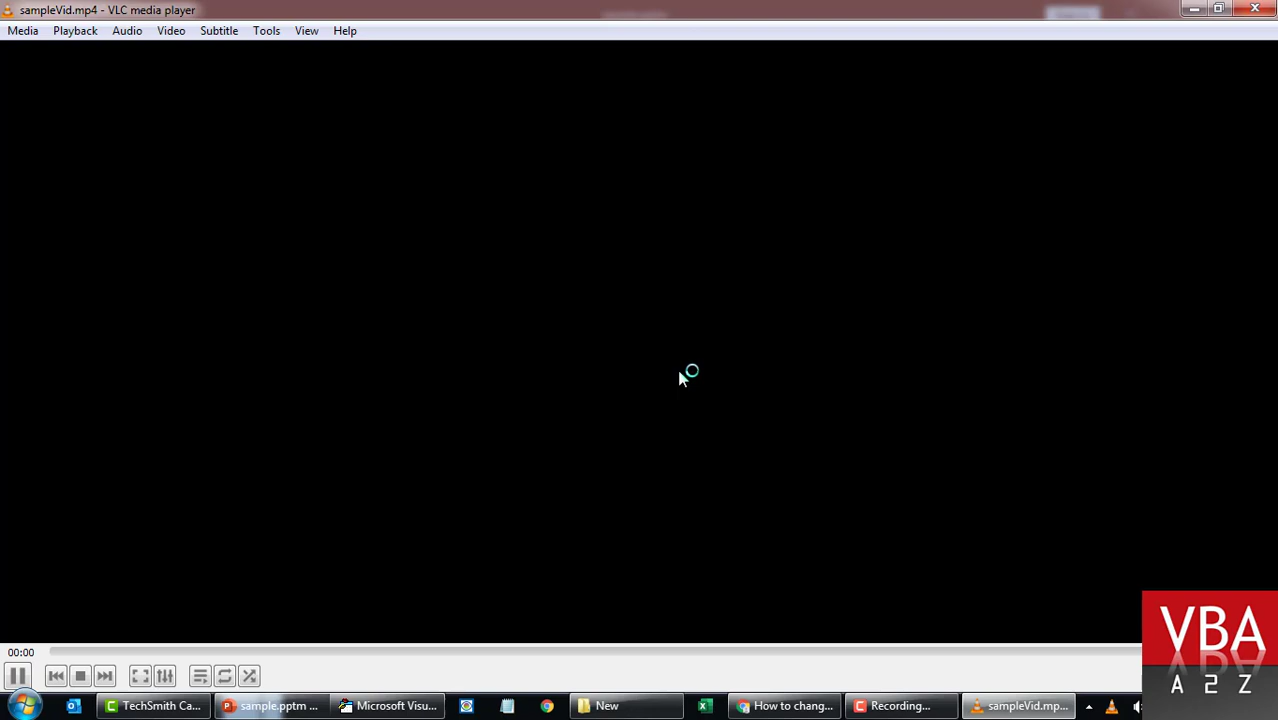 sampleVid.mp4 - VLC media player
Media Playback Audio Video Subtitle Tools View Help
00:00
VBA
A 2 Z
TechSmith Ca... sample.pptm ... Microsoft Visu... New How to chang... Recording... sampleVid.mp...